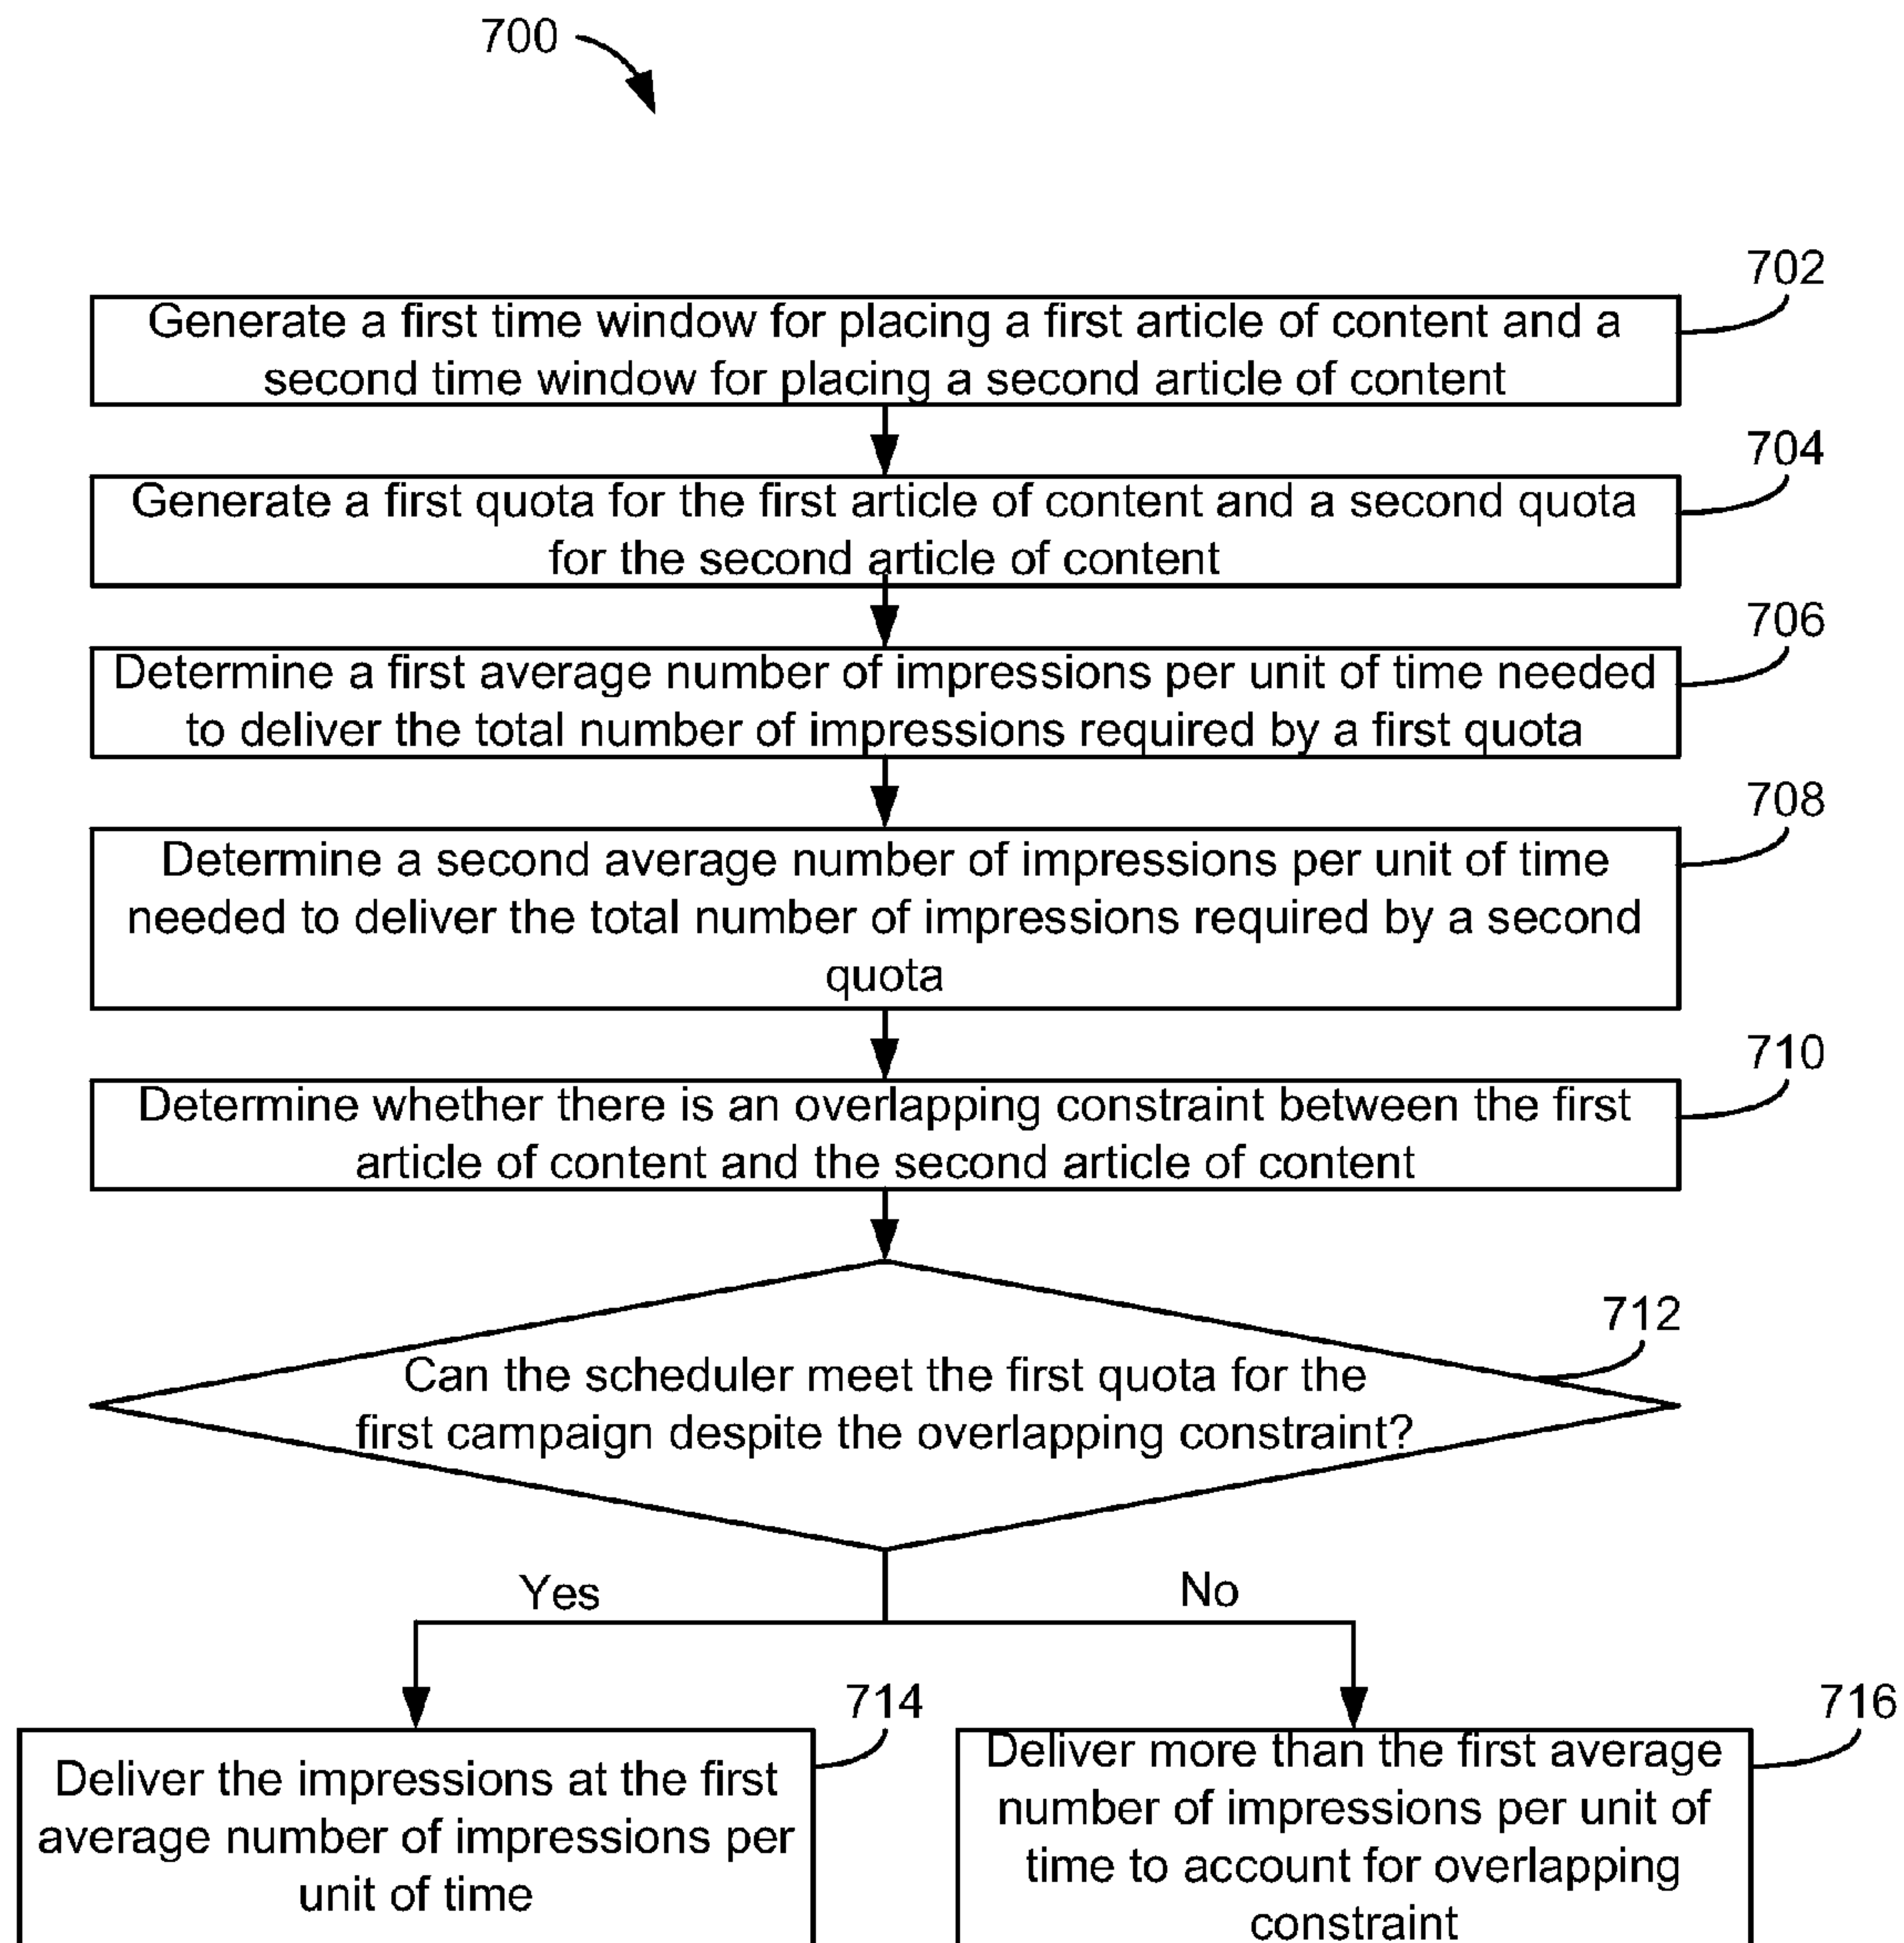 700
702
Generate a first time window for placing a first article of content and a
second time window for placing a second article of content
704
Generate a first quota for the first article of content and a second quota
for the second article of content
706
Determine a first average number of impressions per unit of time needed
to deliver the total number of impressions required by a first quota
708
Determine a second average number of impressions per unit of time
needed to deliver the total number of impressions required by a second
quota
710
Determine whether there is an overlapping constraint between the first
article of content and the second article of content
712
Can the scheduler meet the first quota for the
first campaign despite the overlapping constraint?
Yes
No
714
Deliver the impressions at the first
average number of impressions per
unit of time
716
Deliver more than the first average
number of impressions per unit of
time to account for overlapping
constraint